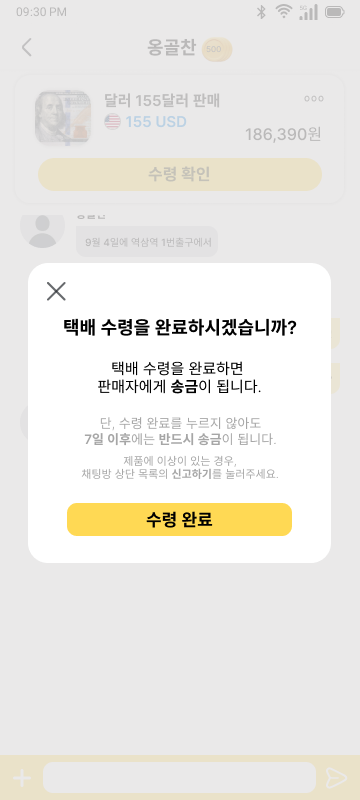 09:30 PM
5G
옹골찬
500
달러 155달러 판매
155 USD
186,390원
수령 확인
9월 4일에 역삼역 1번출구에서
택배 수령을 완료하시겠습니까?
택배 수령을 완료하면
판매자에게 송금이 됩니다.
단, 수령 완료를 누르지 않아도
7일 이후에는 반드시 송금이 됩니다.
제품에 이상이 있는 경우,
채팅방 상단 목록의 신고하기를 눌러주세요.
수령 완료